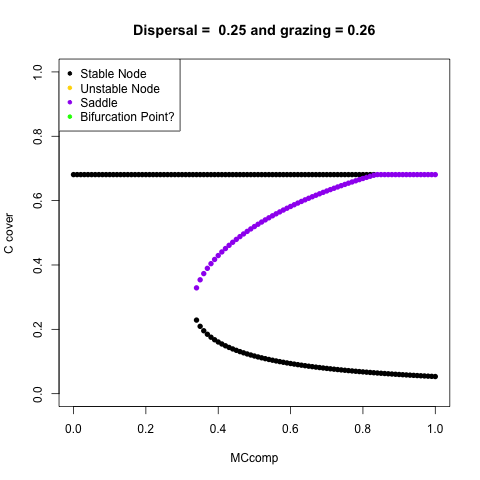 Dispersal =  0.25 and grazing = 0.26
Stable Node
Unstable Node
Saddle
Bifurcation Point?
C cover
1.0
0.8
0.6
0.4
0.2
0.0
0.0 0.2 0.4 0.6 0.8 1.0
MCcomp